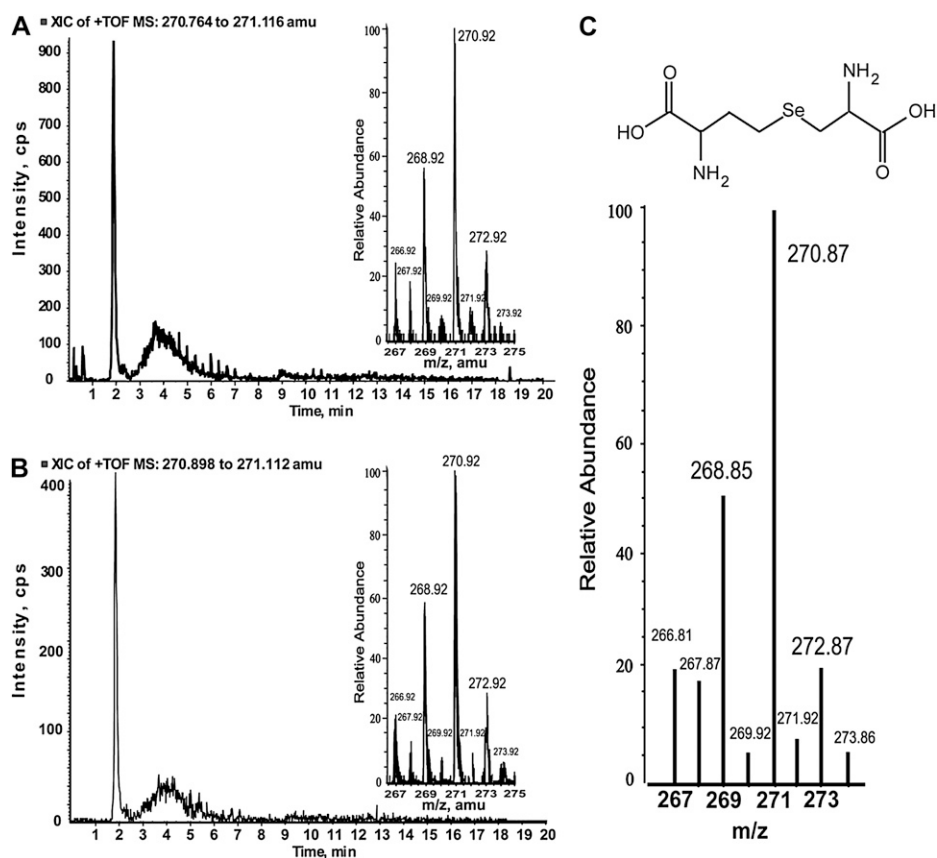 A
XIC of +TOF MS: 270.764 to 271.116 amu
Intensity, cps
900
800
700
600
500
400
300
200
100
0
1 2 3 4 5 6 7 8 9 10 11 12 13 14 15 16 17 18 19 20
Time, min
Relative Abundance
100
80
60
40
20
0
270.92
268.92
272.92
266.92
267.92
269.92
271.92
273.92
267 269 271 273 275
m/z, amu
B
XIC of +TOF MS: 270.898 to 271.112 amu
Intensity, cps
400
300
200
100
0
1 2 3 4 5 6 7 8 9 10 11 12 13 14 15 16 17 18 19 20
Time, min
Relative Abundance
100
80
60
40
20
0
270.92
268.92
272.92
266.92
267.92
269.92
271.92
273.92
267 269 271 273 275
m/z, amu
C
O
NH2
HO
Se
OH
NH2
O
Relative Abundance
100
80
60
40
20
0
270.87
268.85
266.81
267.87
272.87
269.92
271.92
273.86
267 269 271 273
m/z